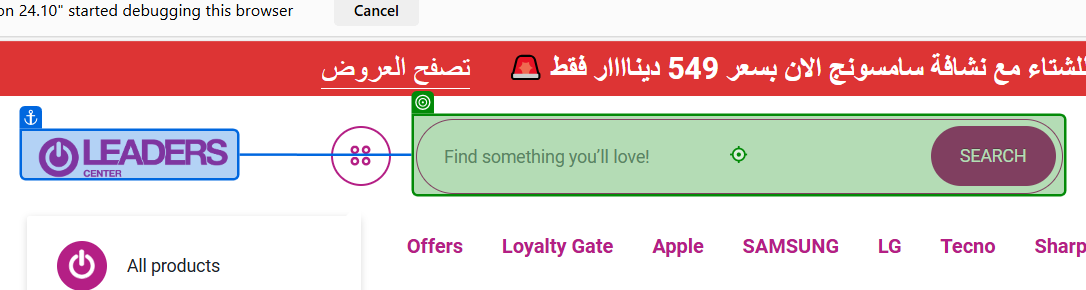 on 24.10" started debugging this browser
Cancel
للشتاء مع نشافة سامسونج الان بسعر 549 دينااار فقط 🚨 تصفح العروض
LEADERS
CENTER
Find something you’ll love!
SEARCH
Offers Loyalty Gate Apple SAMSUNG LG Tecno Sharp
All products